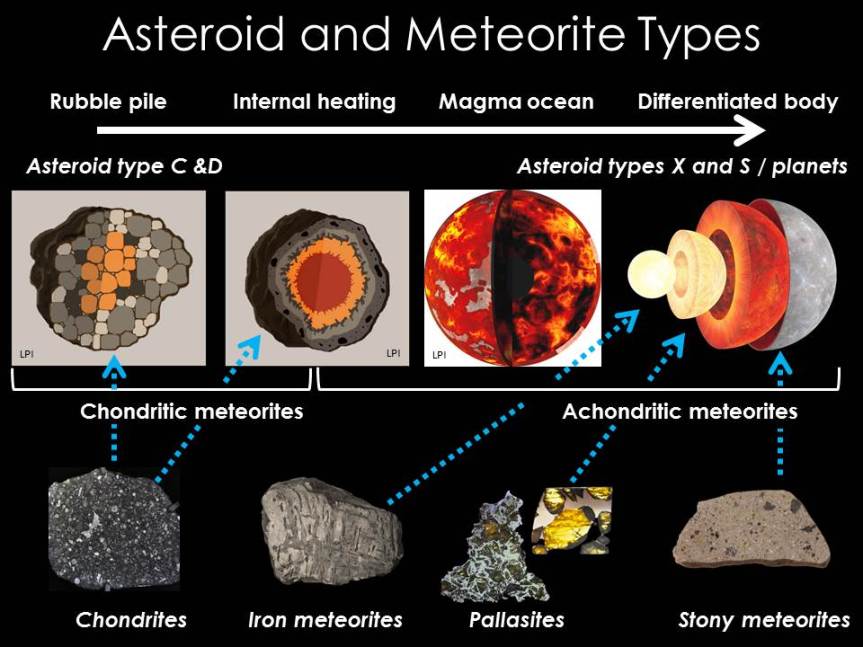 Asteroid and Meteorite Types
Rubble pile
Internal heating
Magma ocean
Differentiated body
Asteroid type C &D
Asteroid types X and S / planets
LPI
LPI
LPI
Chondritic meteorites
Achondritic meteorites
Chondrites
Iron meteorites
Pallasites
Stony meteorites